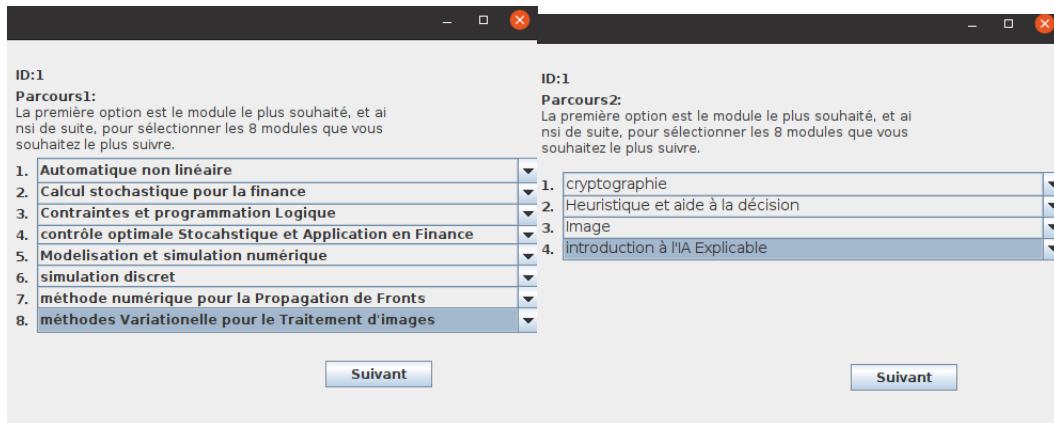 ID:1
Parcours1:
La première option est le module le plus souhaité, et ai
nsi de suite, pour sélectionner les 8 modules que vous
souhaitez le plus suivre.
1. Automatique non linéaire
2. Calcul stochastique pour la finance
3. Contraintes et programmation Logique
4. contrôle optimale Stocahstique et Application en Finance
5. Modelisation et simulation numérique
6. simulation discret
7. méthode numérique pour la Propagation de Fronts
8. méthodes Variationelle pour le Traitement d'images
Suivant
ID:1
Parcours2:
La première option est le module le plus souhaité, et ai
nsi de suite, pour sélectionner les 8 modules que vous
souhaitez le plus suivre.
1. cryptographie
2. Heuristique et aide à la décision
3. Image
4. introduction à l'IA Explicable
Suivant